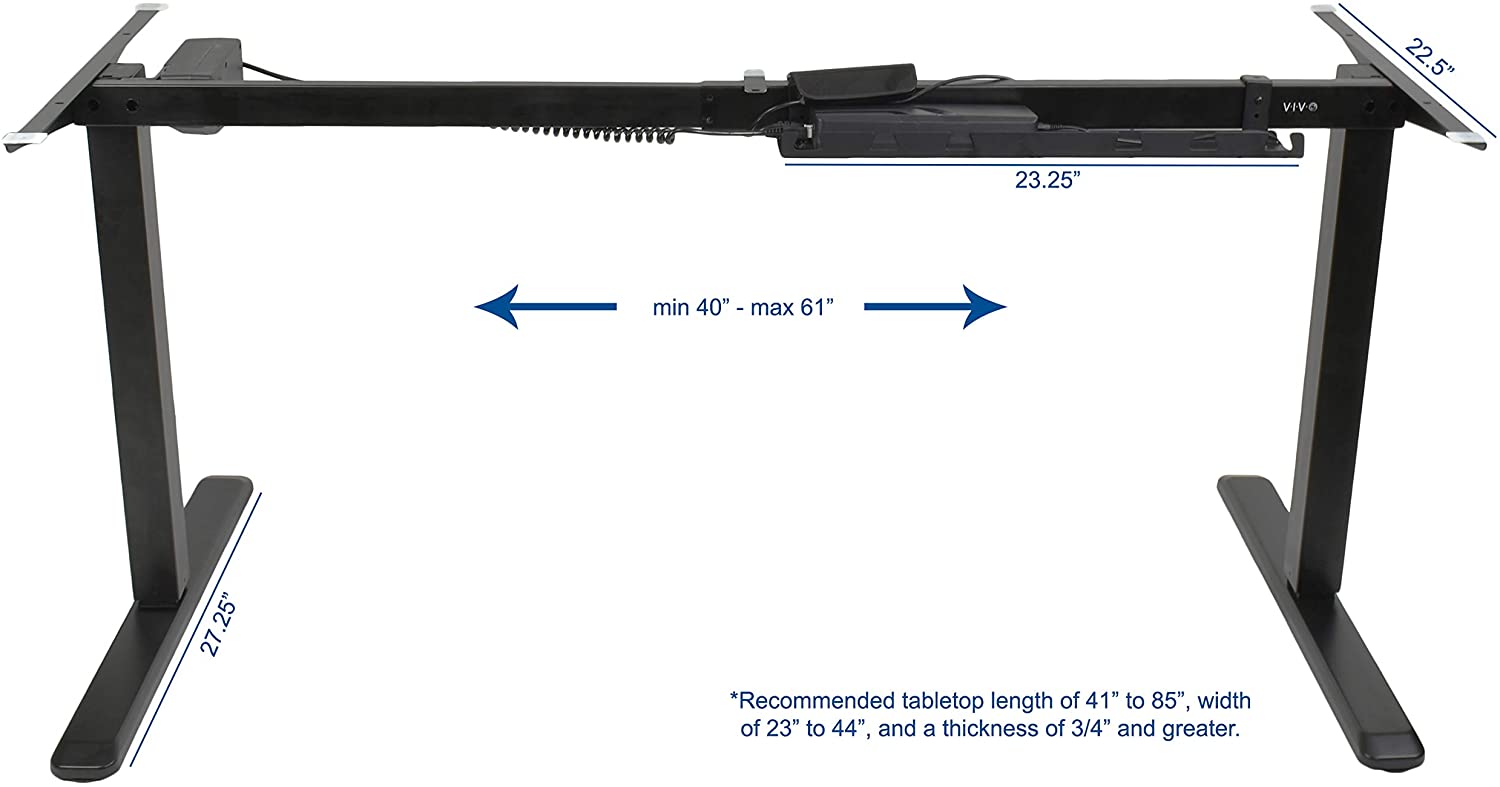 22.5”
V·I·V·O
23.25”
min 40” - max 61”
27.25”
*Recommended tabletop length of 41” to 85”, width
of 23” to 44”, and a thickness of 3/4” and greater.